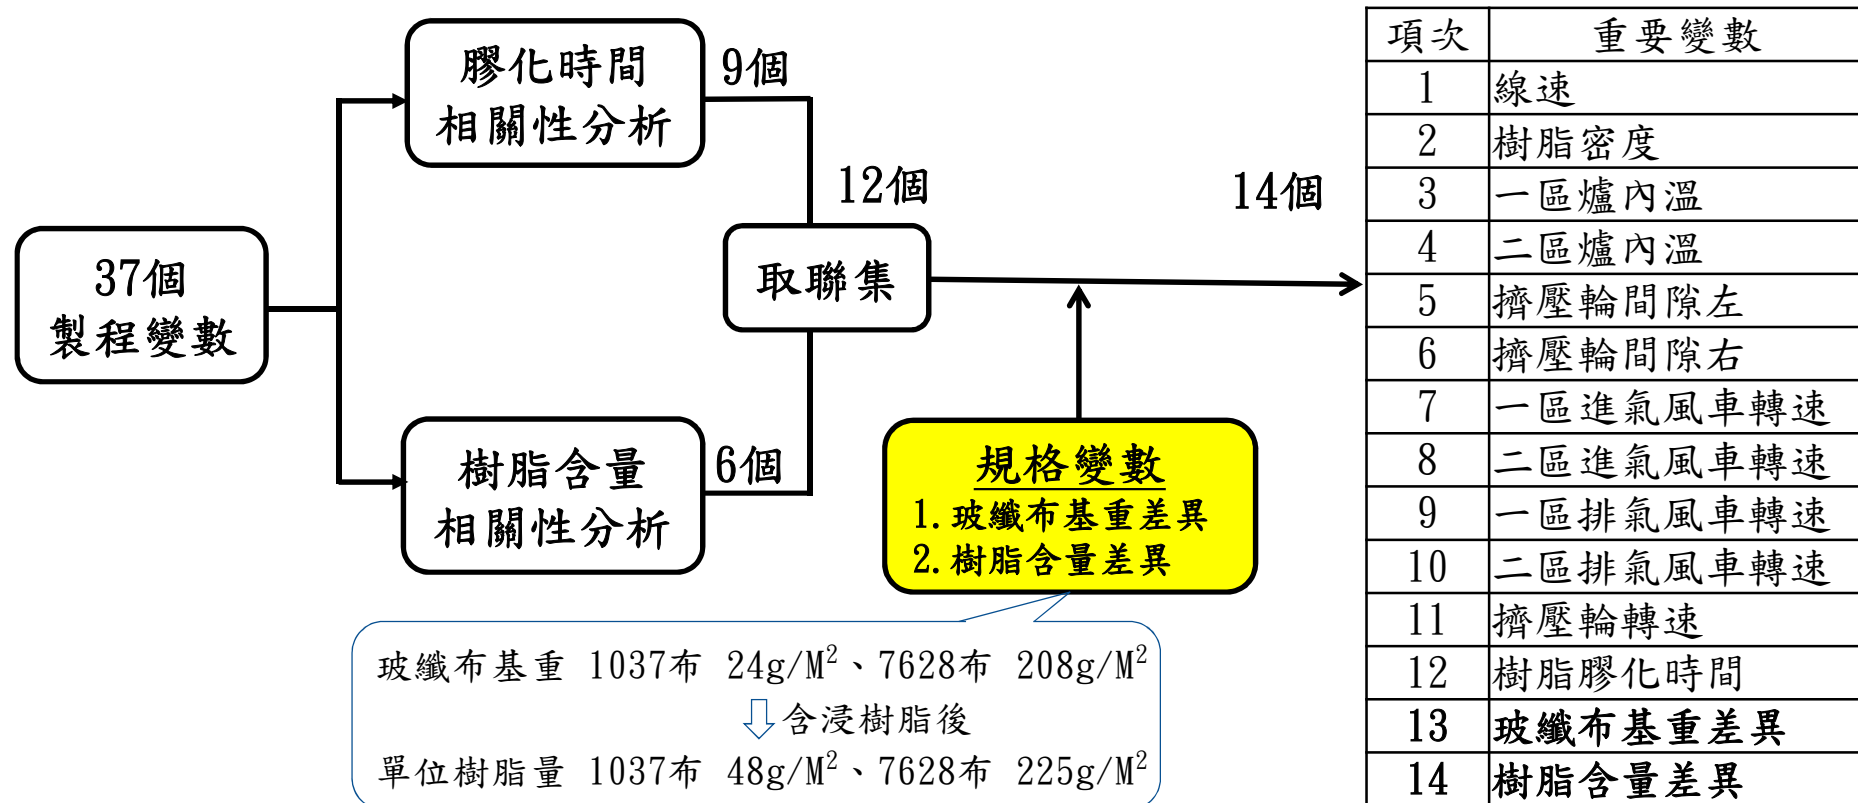 37個
製程變數
膠化時間
相關性分析
9個
樹脂含量
相關性分析
6個
12個
取聯集
14個
規格變數
1.玻纖布基重差異
2.樹脂含量差異
玻纖布基重 1037布 24g/M²、7628布 208g/M²
含浸樹脂後
單位樹脂量 1037布 48g/M²、7628布 225g/M²
項次 重要變數
1 線速
2 樹脂密度
3 一區爐內溫
4 二區爐內溫
5 擠壓輪間隙左
6 擠壓輪間隙右
7 一區進氣風車轉速
8 二區進氣風車轉速
9 一區排氣風車轉速
10 二區排氣風車轉速
11 擠壓輪轉速
12 樹脂膠化時間
13 玻纖布基重差異
14 樹脂含量差異